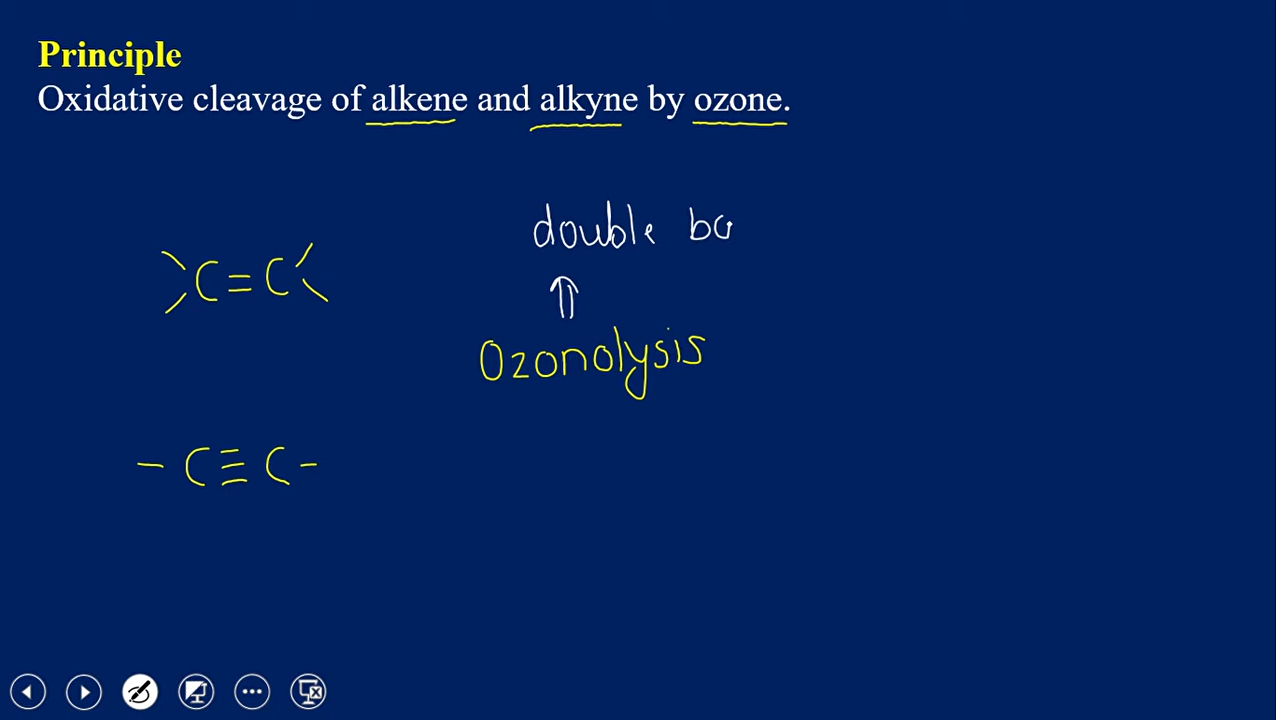 Principle
Oxidative cleavage of alkene and alkyne by ozone.
double bo
C = C
Ozonolysis
- C ≡ C -